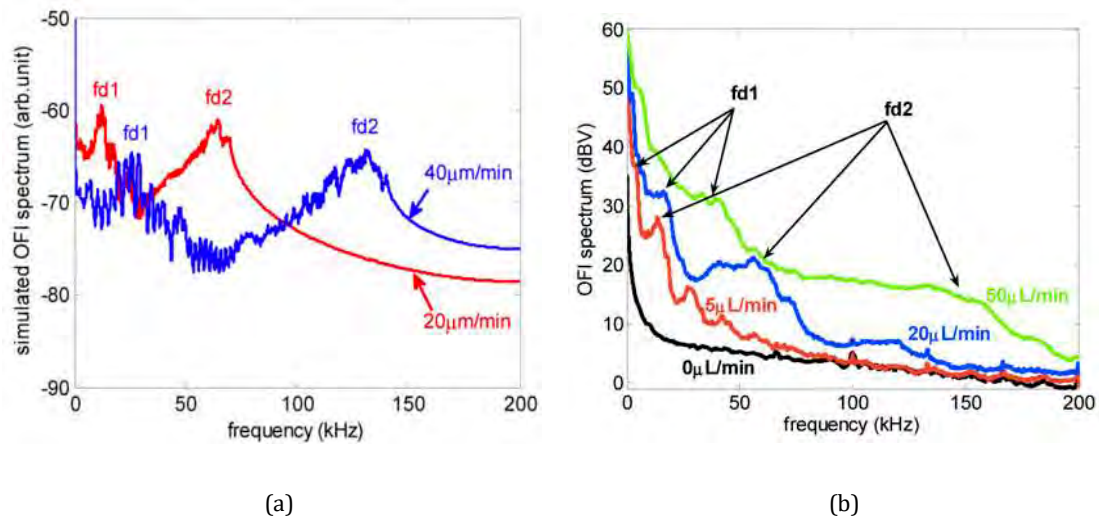 -50
-60
-70
-80
-90
simulated OFI spectrum (arb.unit)
fd1
fd1
fd2
fd2
40μm/min
20μm/min
0
50
100
150
200
frequency (kHz)
(a)
60
50
40
30
20
10
0
OFI spectrum (dBV)
fd1
fd2
50μL/min
5μL/min
20μL/min
0μL/min
0
50
100
150
200
frequency (kHz)
(b)